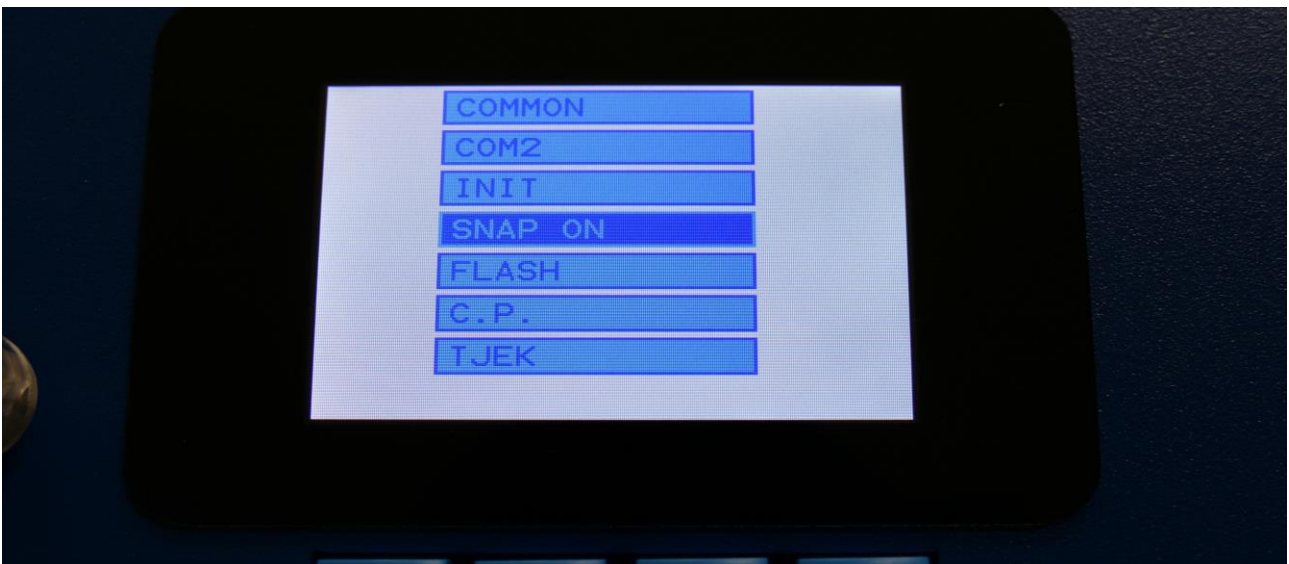 COMMON
COM2
INIT
SNAP ON
FLASH
C.P.
TJEK